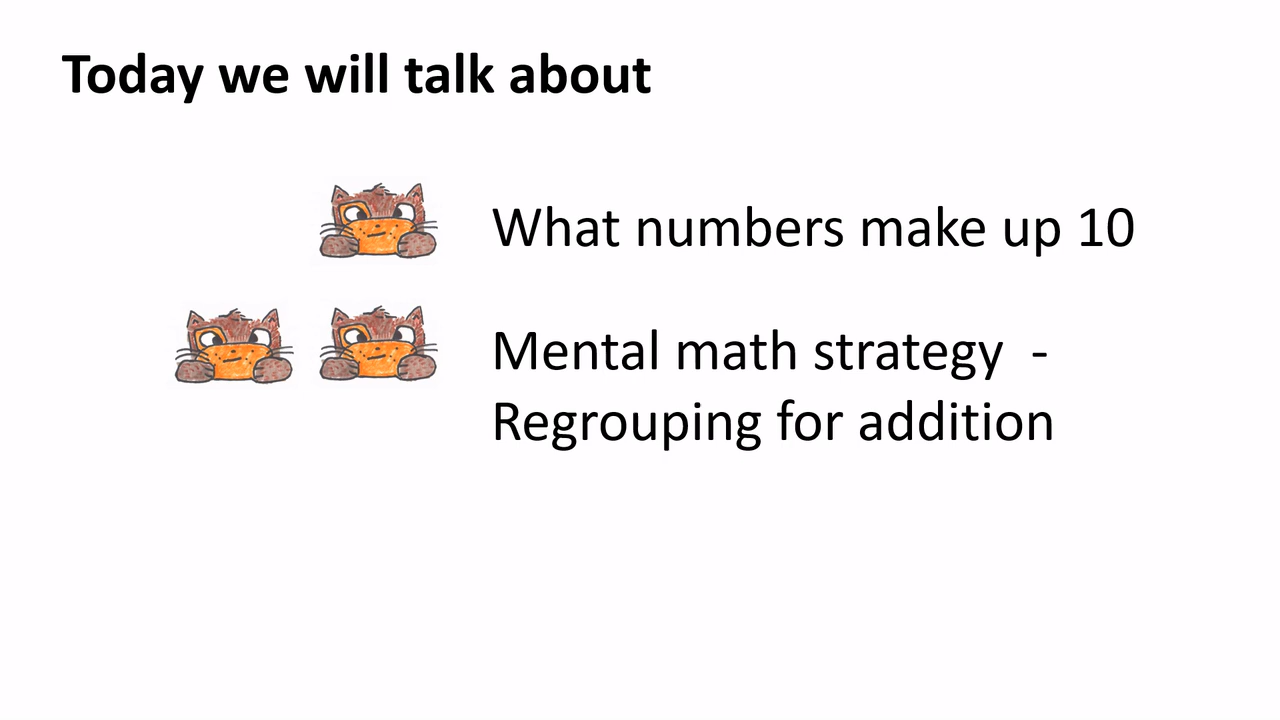 Today we will talk about
What numbers make up 10
Mental math strategy  -
Regrouping for addition